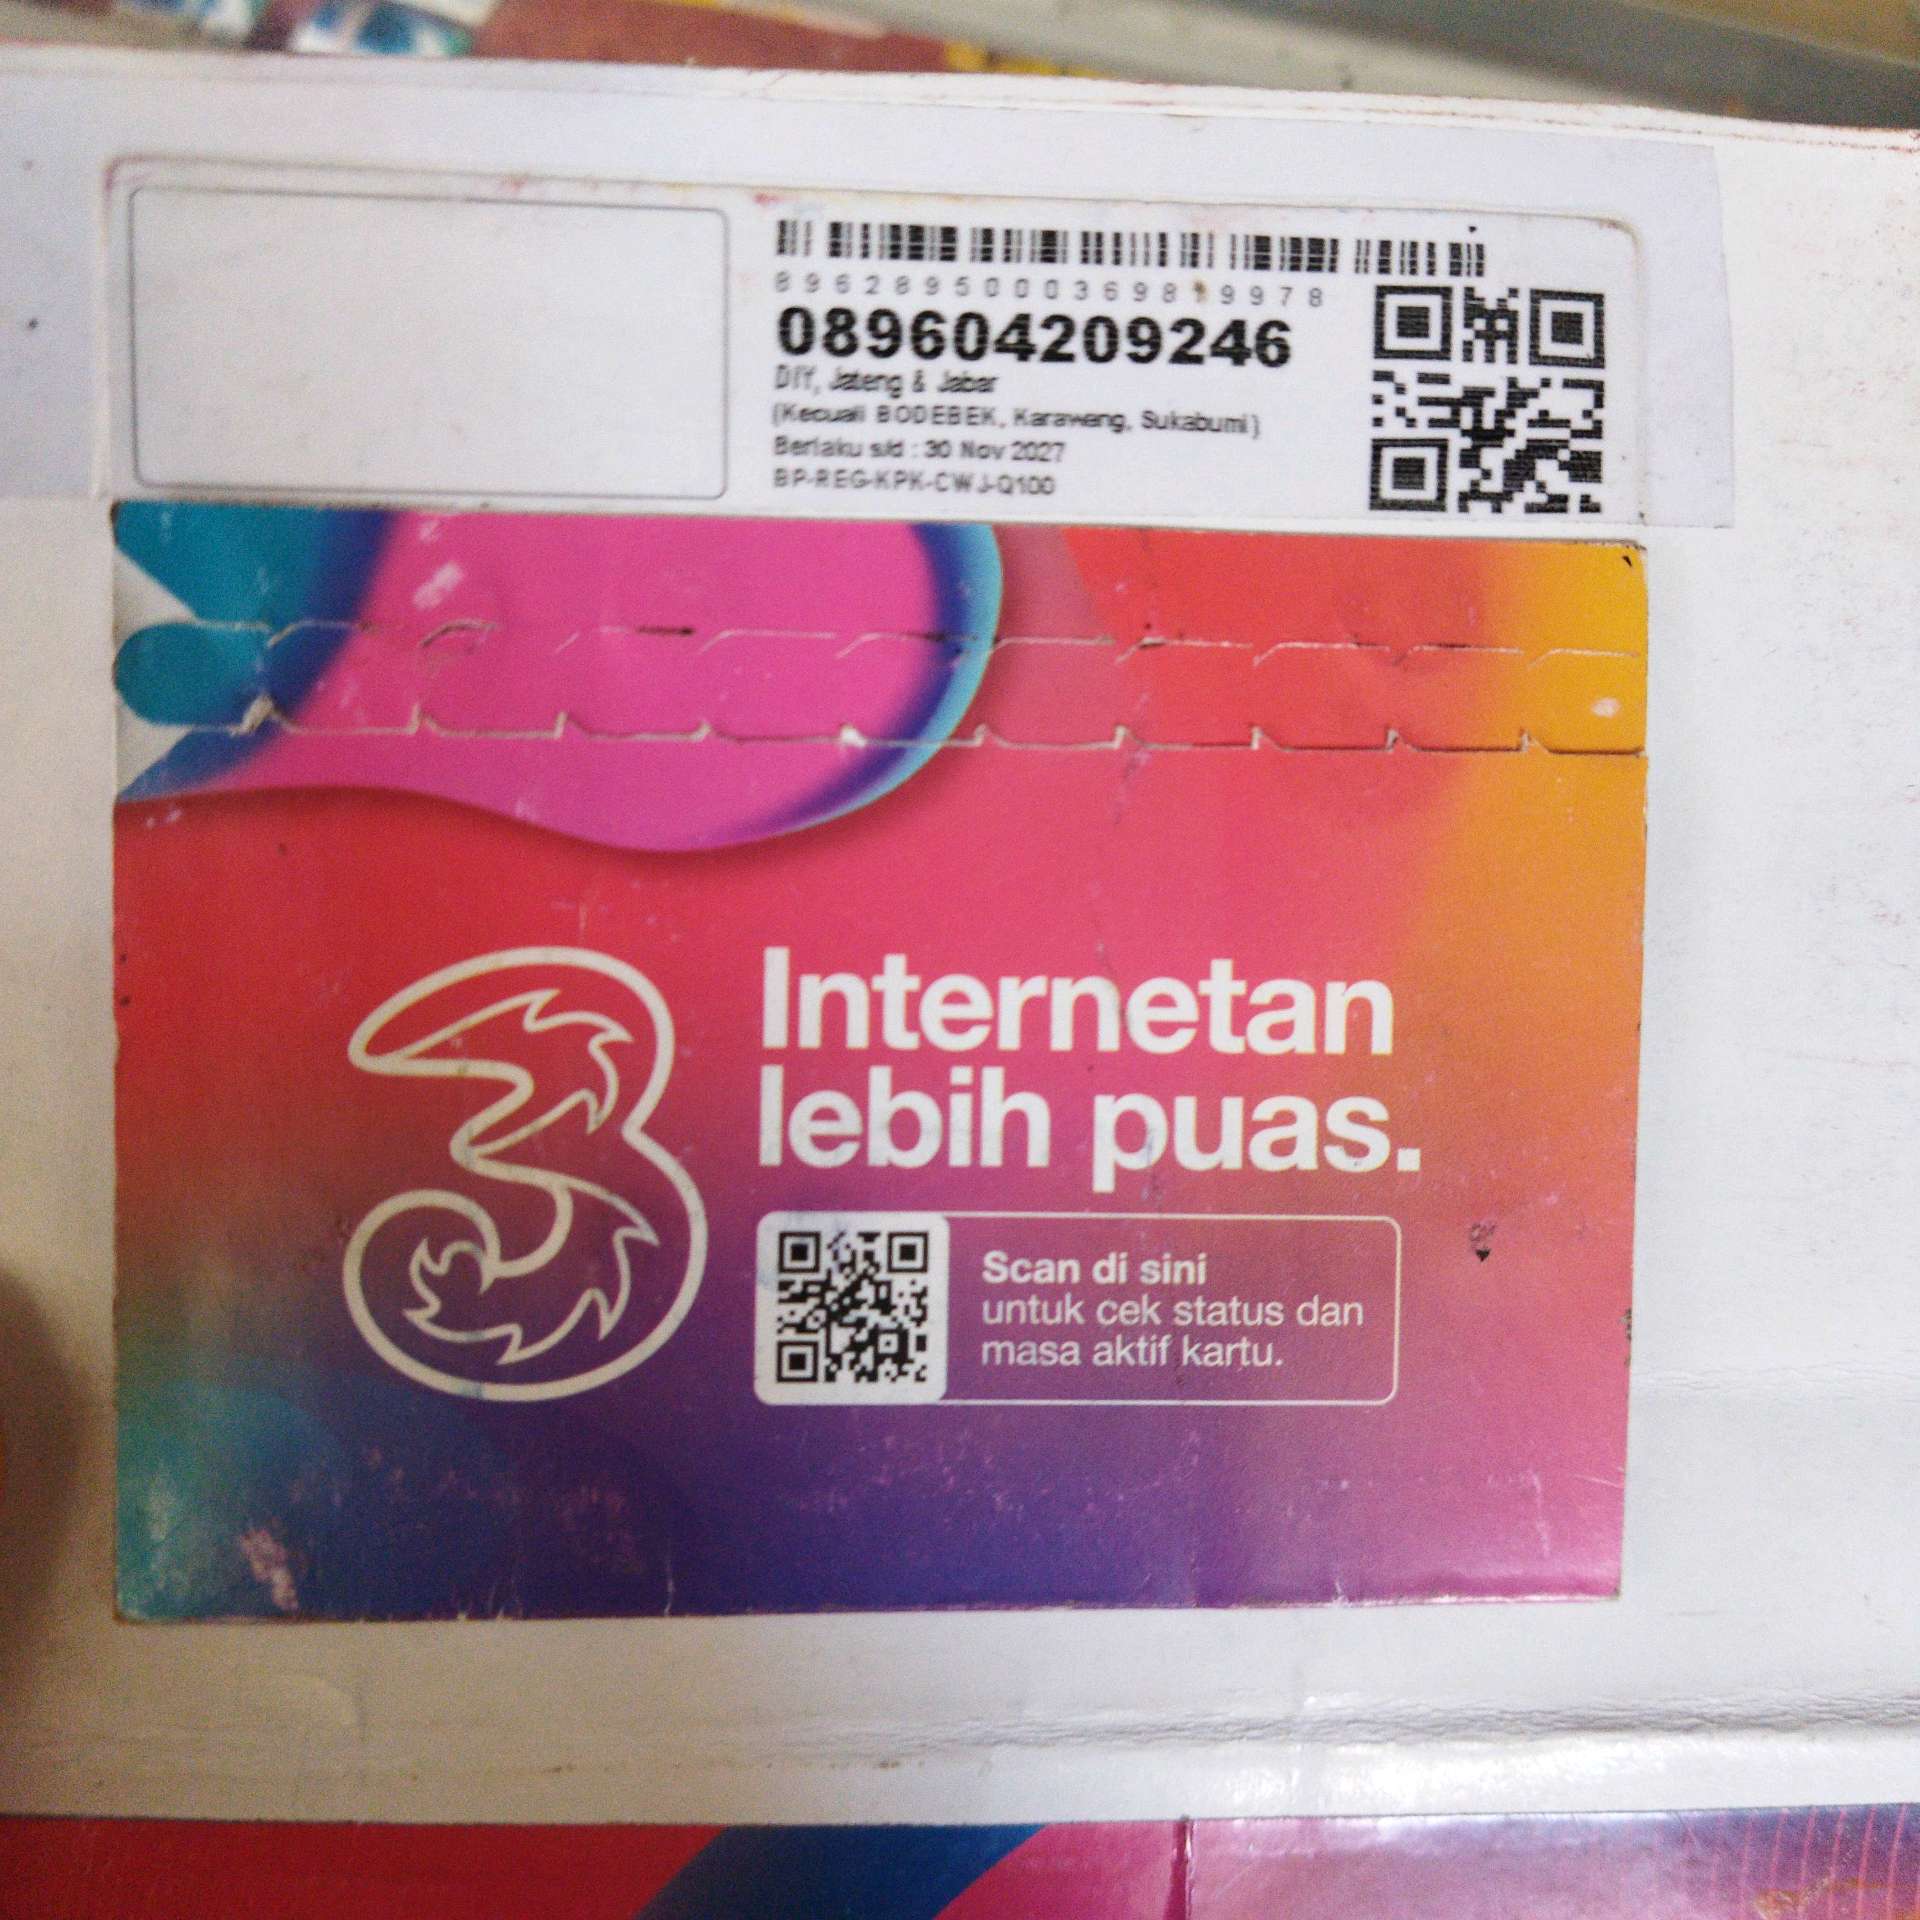 8962895000369819978
089604209246
DIY, Jateng & Jabar
(Kecuali BODEBEK, Karawang, Sukabumi)
Berlaku s/d : 30 Nov 2027
BP-REG-KPK-CWJ-Q100
3
Internetan
lebih puas.
Scan di sini
untuk cek status dan
masa aktif kartu.